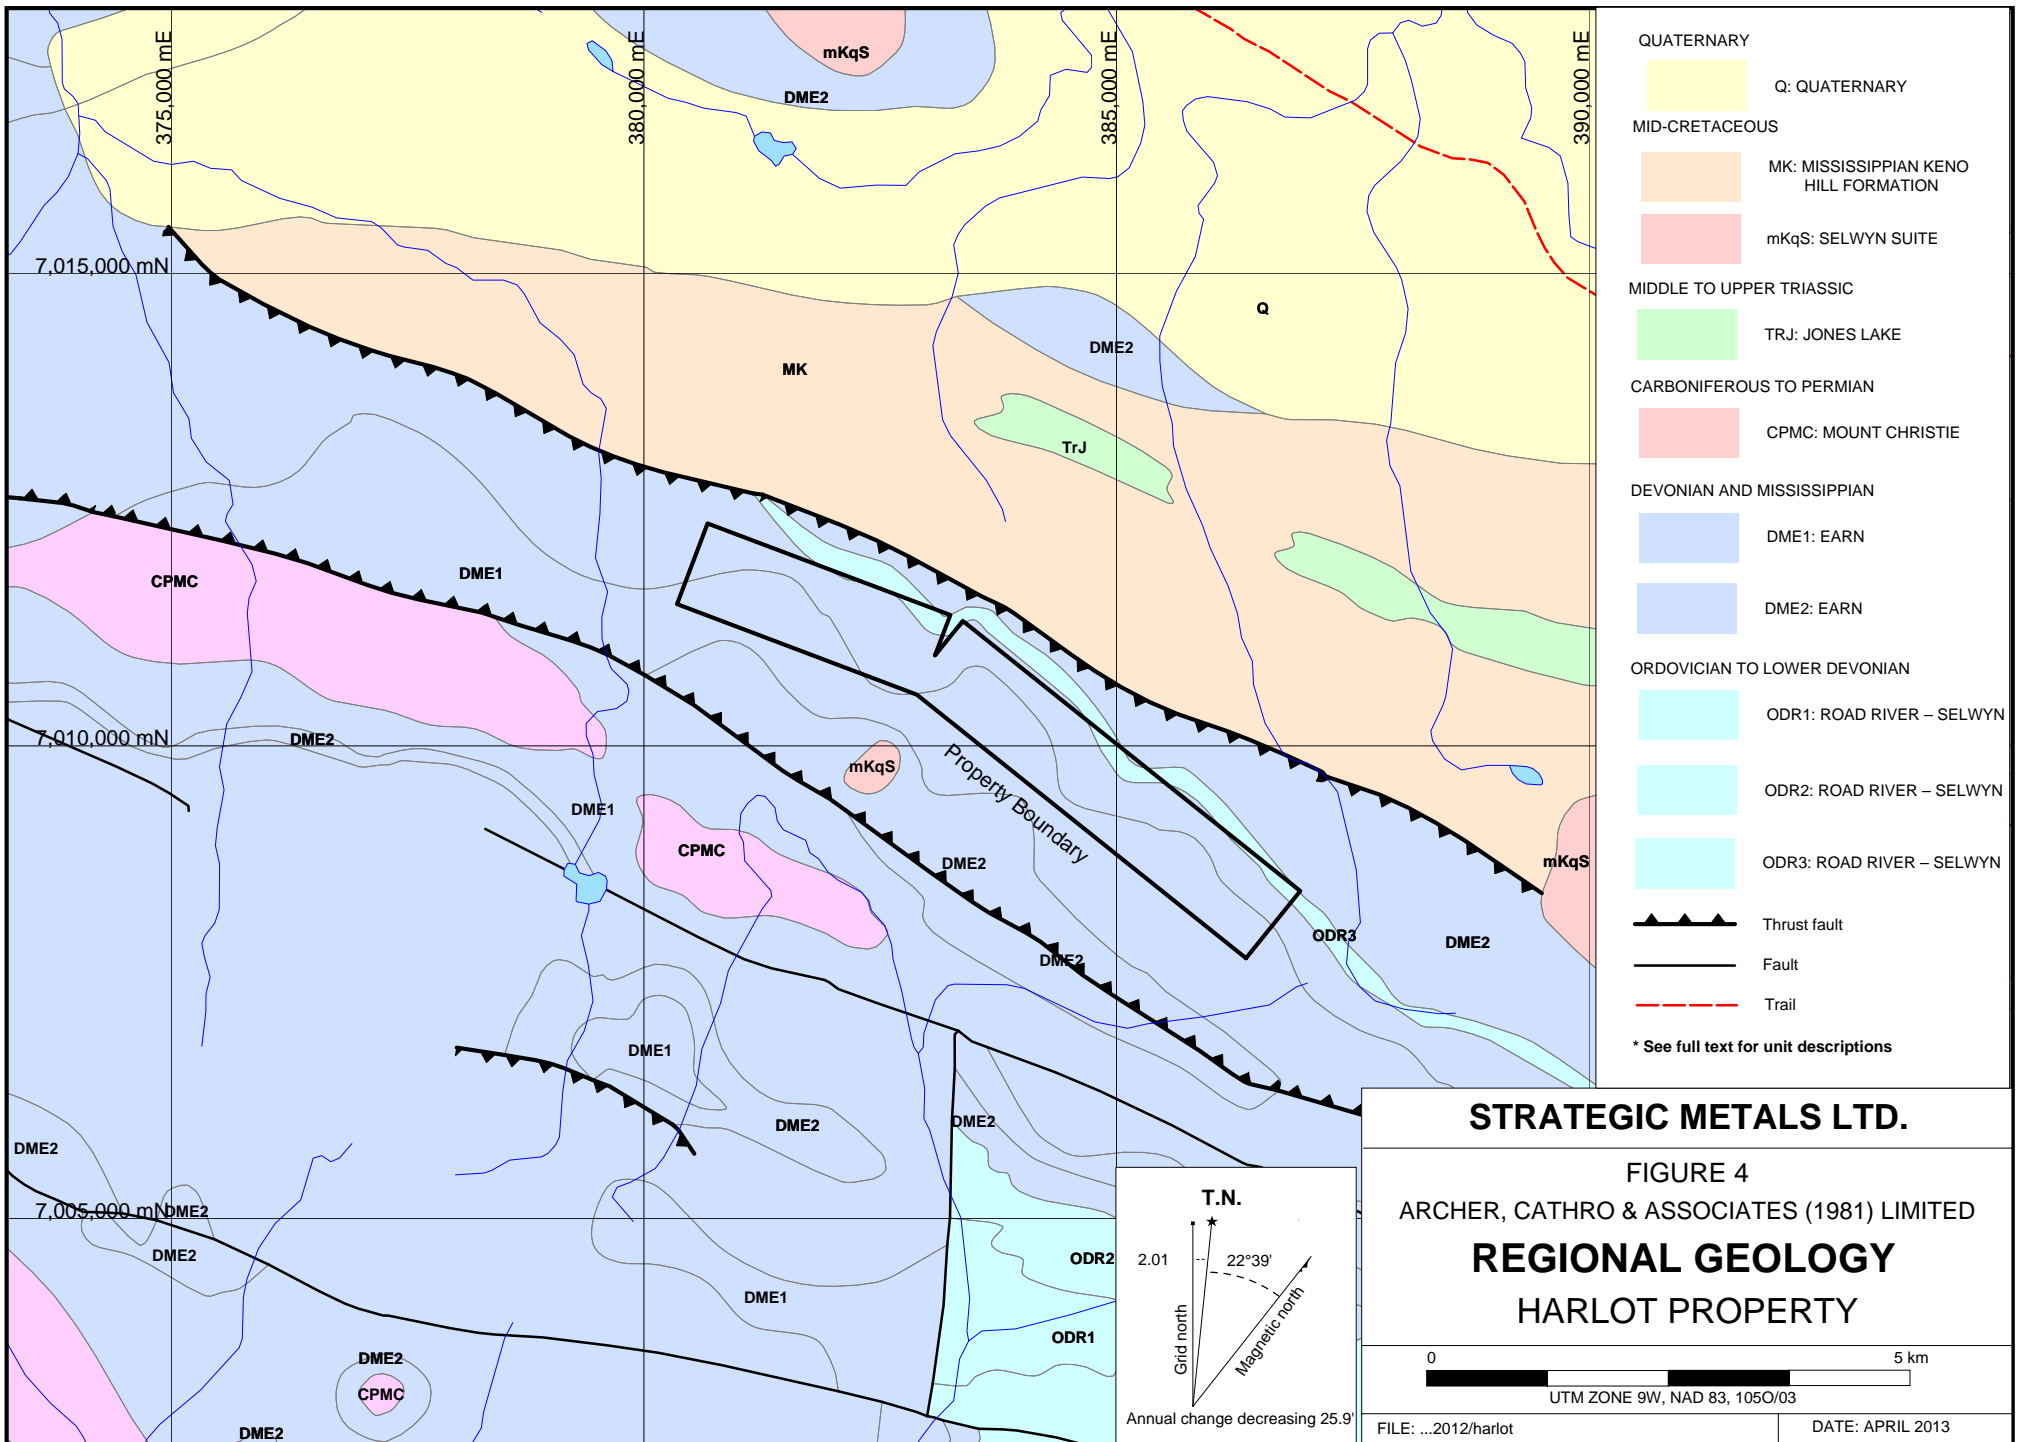 375,000 mE
380,000 mE
385,000 mE
390,000 mE
mKqS
DME2
7,015,000 mN
Q
DME2
MK
TrJ
CPMC
DME1
7,010,000 mN
DME2
mKqS
Property Boundary
DME1
CPMC
DME2
mKqS
ODR3
DME2
DME2
DME1
DME2
DME2
DME2
7,005,000 mN
DME2
DME2
ODR2
DME1
ODR1
DME2
CPMC
DME2
QUATERNARY
Q: QUATERNARY
MID-CRETACEOUS
MK: MISSISSIPPIAN KENO
HILL FORMATION
mKqS: SELWYN SUITE
MIDDLE TO UPPER TRIASSIC
TRJ: JONES LAKE
CARBONIFEROUS TO PERMIAN
CPMC: MOUNT CHRISTIE
DEVONIAN AND MISSISSIPPIAN
DME1: EARN
DME2: EARN
ORDOVICIAN TO LOWER DEVONIAN
ODR1: ROAD RIVER – SELWYN
ODR2: ROAD RIVER – SELWYN
ODR3: ROAD RIVER – SELWYN
Thrust fault
Fault
Trail
* See full text for unit descriptions
T.N.
2.01
22°39'
Grid north
Magnetic north
Annual change decreasing 25.9'
STRATEGIC METALS LTD.
FIGURE 4
ARCHER, CATHRO & ASSOCIATES (1981) LIMITED
REGIONAL GEOLOGY
HARLOT PROPERTY
0
5 km
UTM ZONE 9W, NAD 83, 105O/03
FILE: ...2012/harlot
DATE: APRIL 2013